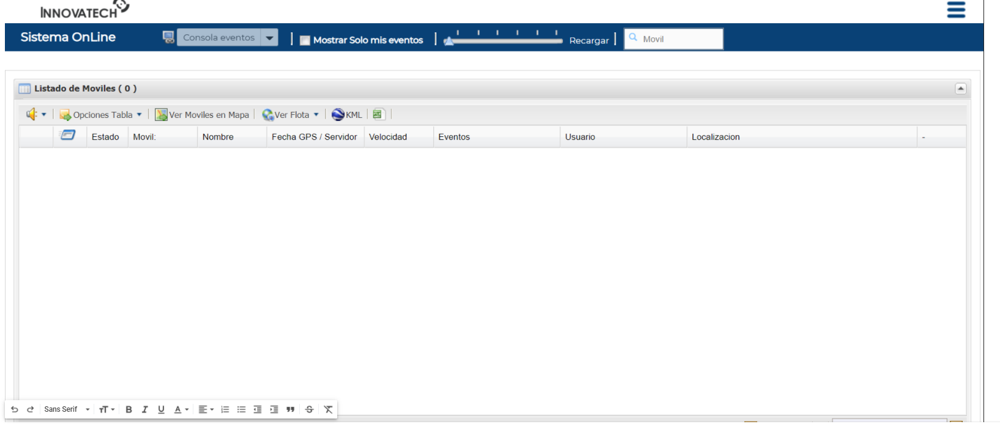 INNOVATECH
Sistema OnLine
Consola eventos
Mostrar Solo mis eventos
Recargar
Movil
Listado de Moviles ( 0 )
Opciones Tabla
Ver Moviles en Mapa
Ver Flota
KML
Estado
Movil:
Nombre
Fecha GPS / Servidor
Velocidad
Eventos
Usuario
Localizacion
-
Sans Serif